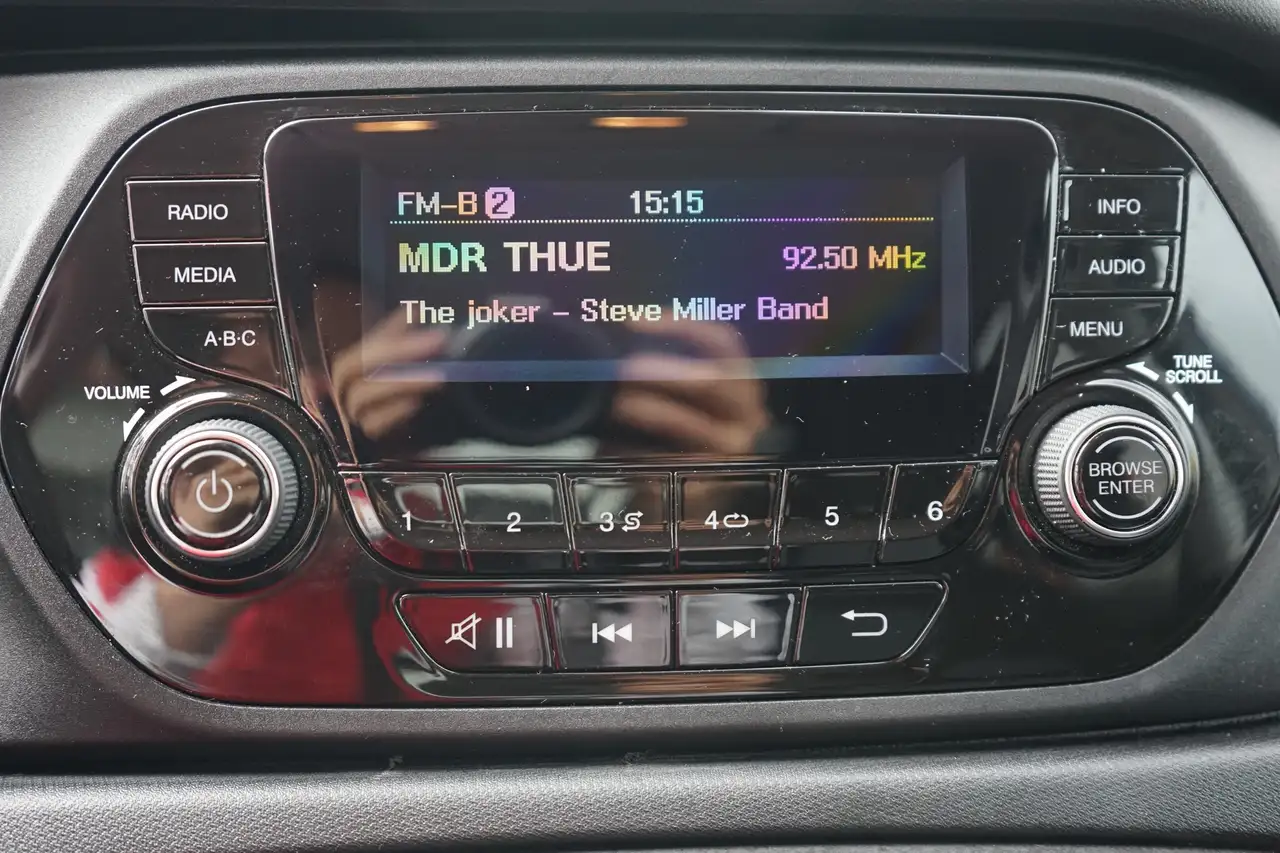 FM-B 2 15:15
MDR THUE 92.50 MHz
The joker - Steve Miller Band
RADIO
MEDIA
A·B·C
VOLUME
INFO
AUDIO
MENU
TUNE
SCROLL
BROWSE
ENTER
1 2 3 4 5 6